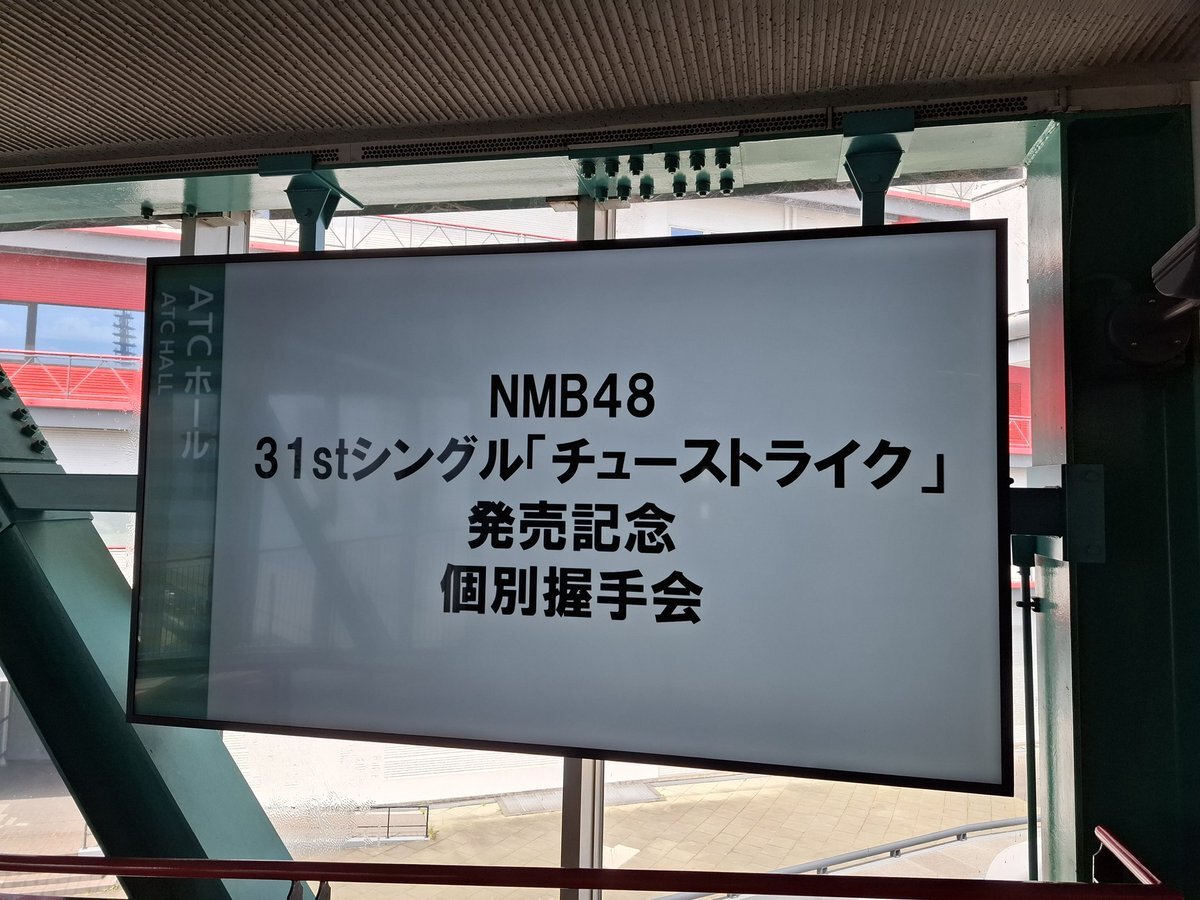 ATCホール
ATC HALL
NMB48
31stシングル「チューストライク」
発売記念
個別握手会